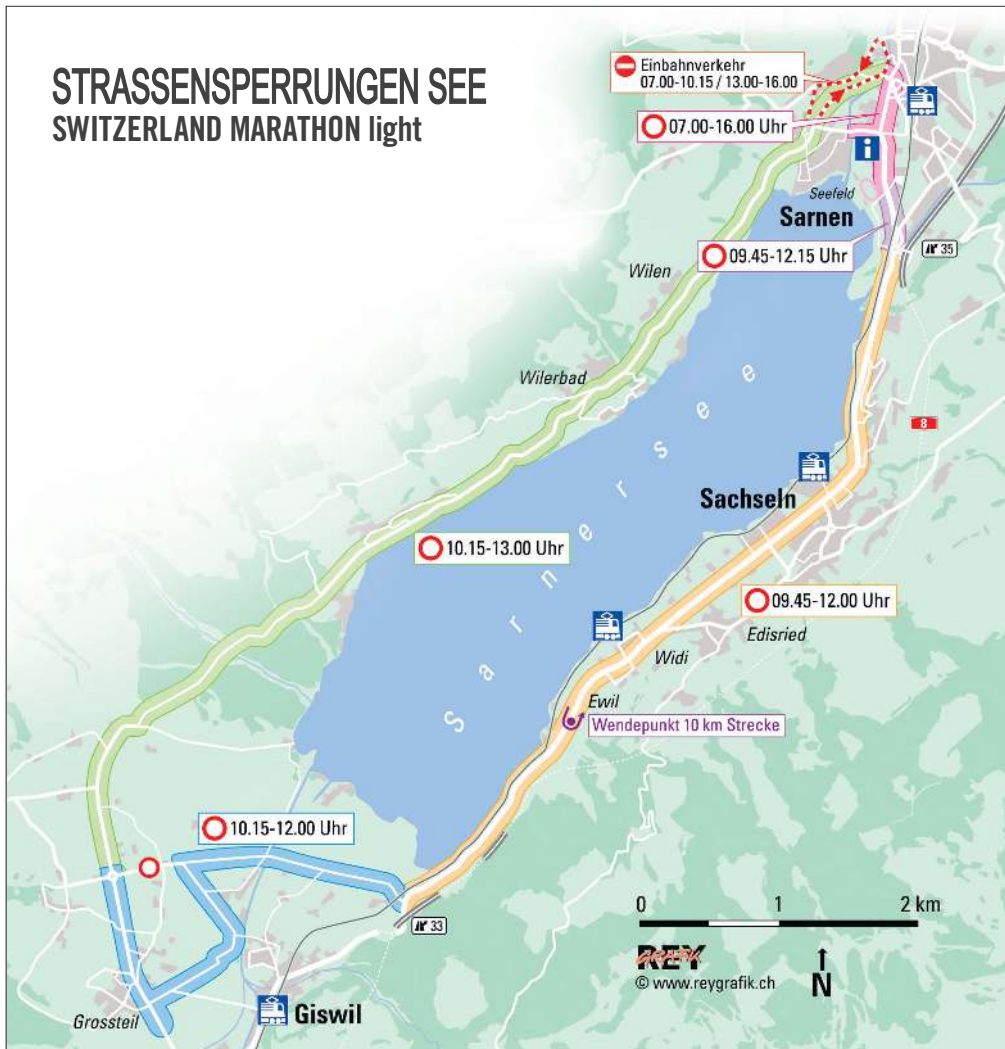 STRASSENSPERRUNGEN SEE
SWITZERLAND MARATHON light
Einbahnverkehr
07.00-10.15 / 13.00-16.00
07.00-16.00 Uhr
i
Seefeld
Sarnen
09.45-12.15 Uhr
35
Wilen
Wilerbad
Sarnersee
8
Sachseln
10.15-13.00 Uhr
09.45-12.00 Uhr
Edisried
Widi
Ewil
Wendepunkt 10 km Strecke
10.15-12.00 Uhr
33
0 1 2 km
REY
GRAFIK
© www.reygrafik.ch
N
Grossteil
Giswil